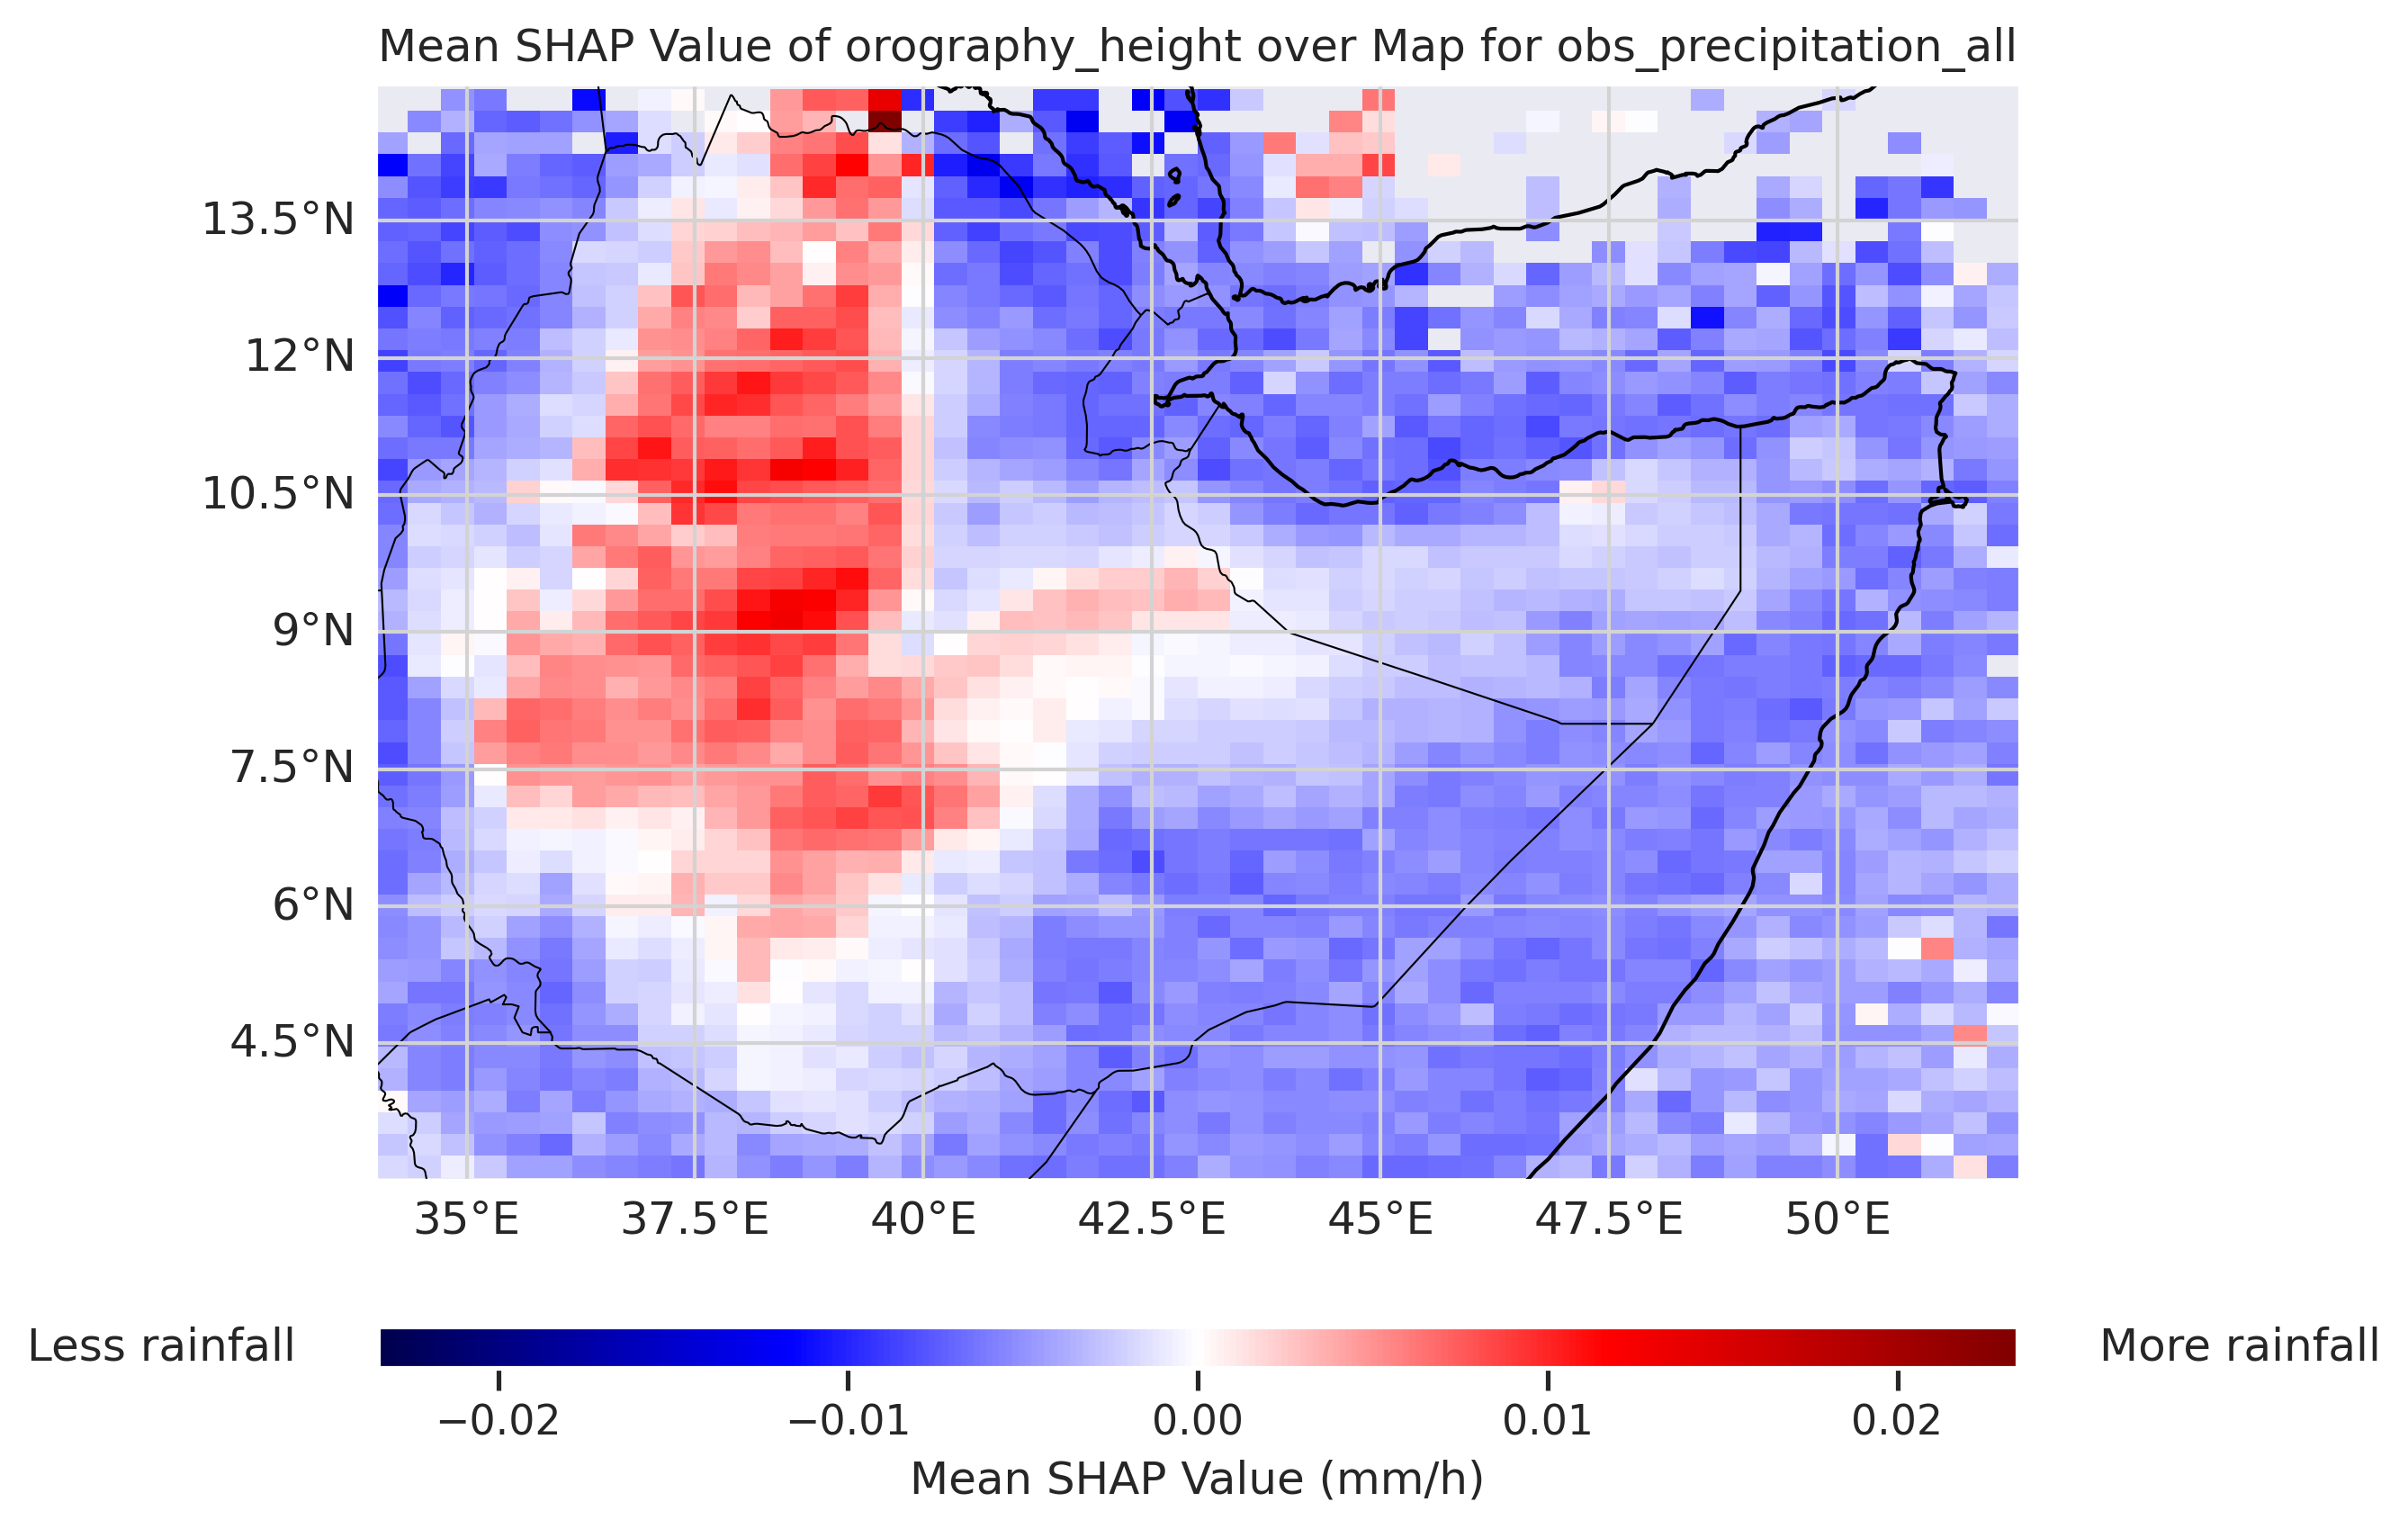 Mean SHAP Value of orography_height over Map for obs_precipitation_all
13.5°N
12°N
10.5°N
9°N
7.5°N
6°N
4.5°N
35°E 37.5°E 40°E 42.5°E 45°E 47.5°E 50°E
Less rainfall More rainfall
−0.02 −0.01 0.00 0.01 0.02
Mean SHAP Value (mm/h)